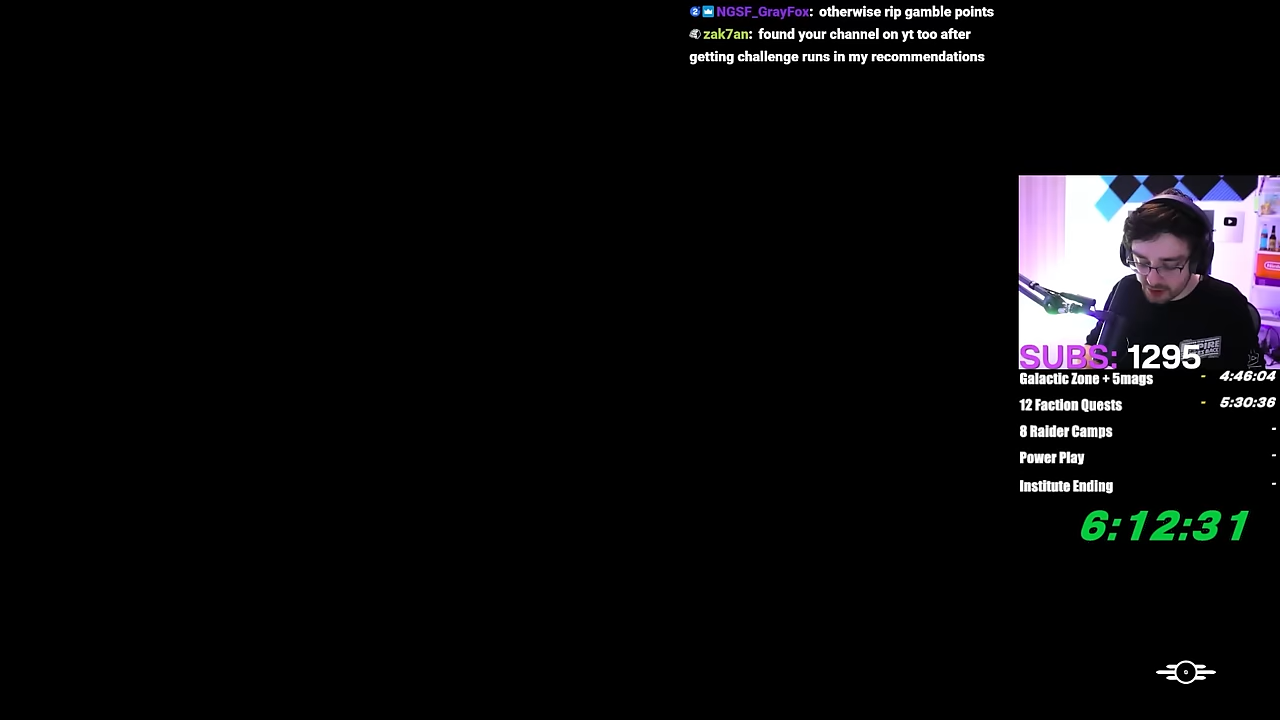 NGSF_GrayFox: otherwise rip gamble points
zak7an: found your channel on yt too after
getting challenge runs in my recommendations
SUBS: 1295
Galactic Zone + 5mags - 4:46:04
12 Faction Quests - 5:30:36
8 Raider Camps -
Power Play -
Institute Ending -
6:12:31